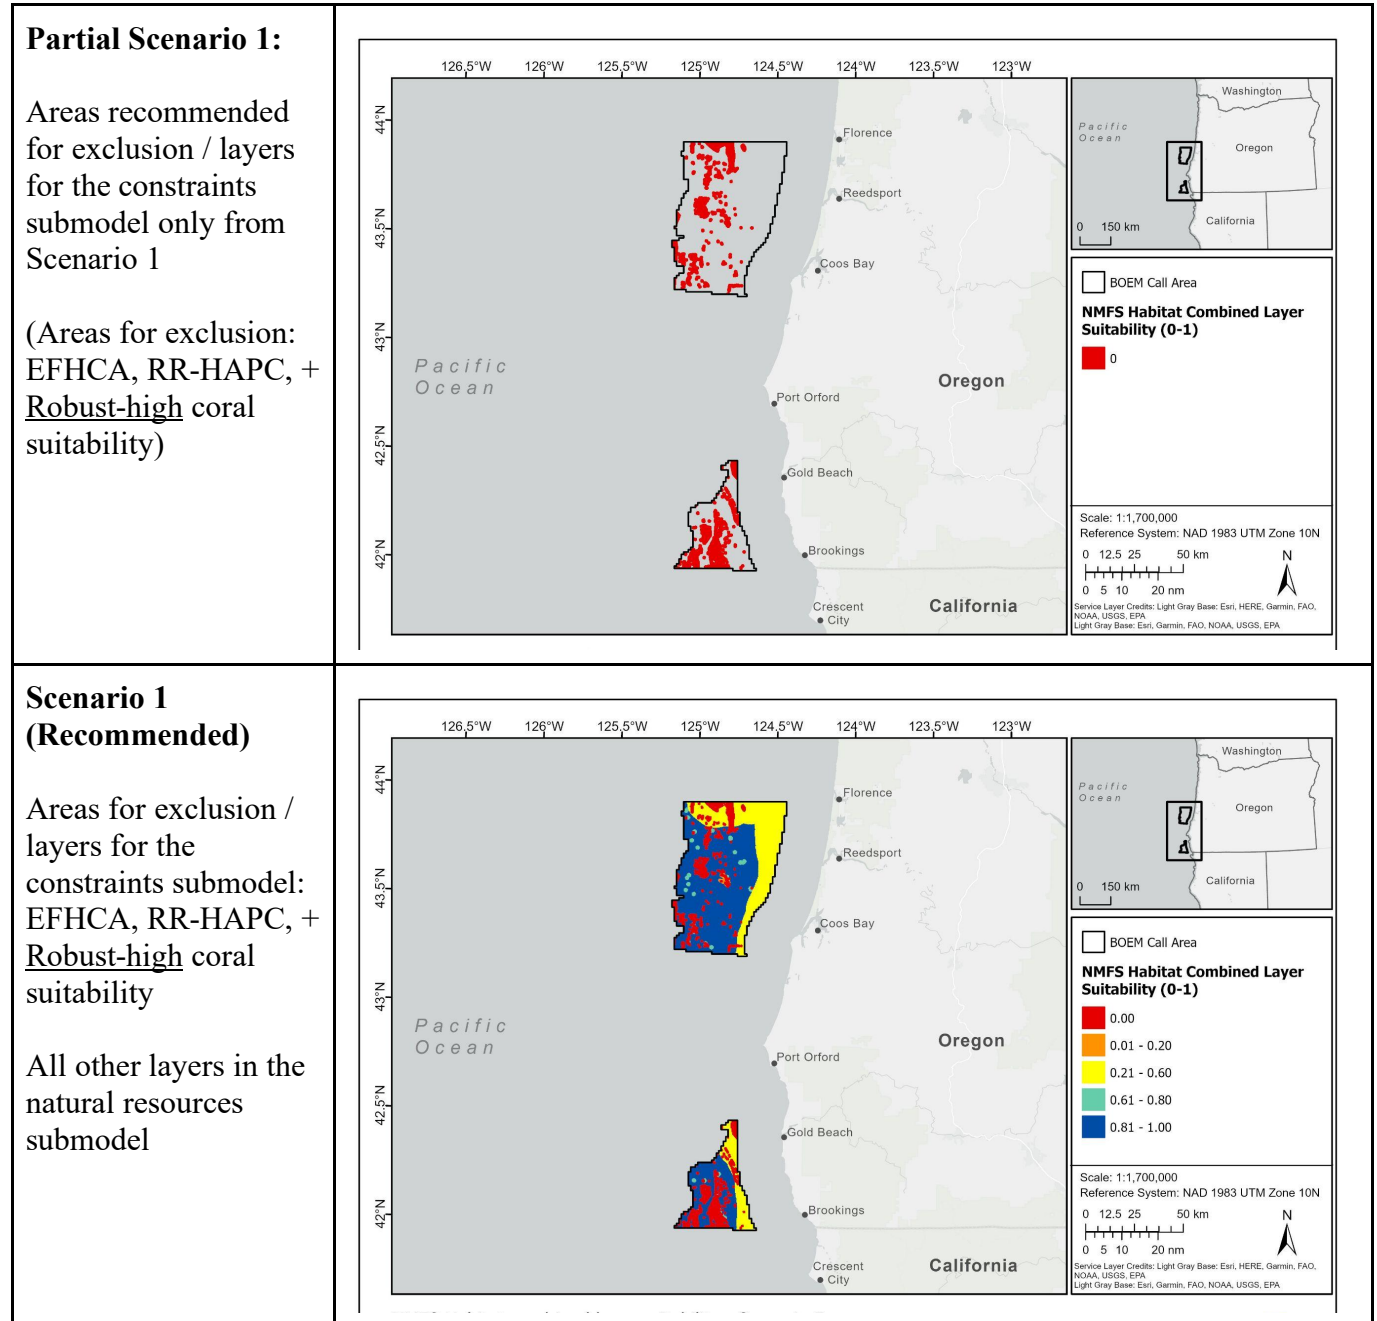 Partial Scenario 1:
Areas recommended
for exclusion / layers
for the constraints
submodel only from
Scenario 1
(Areas for exclusion:
EFHCA, RR-HAPC, +
Robust-high coral
suitability)
126.5°W 126°W 125.5°W 125°W 124.5°W 124°W 123.5°W 123°W
44°N
43.5°N
43°N
42.5°N
42°N
Florence
Reedsport
Coos Bay
Pacific
Ocean
Oregon
Port Orford
Gold Beach
Brookings
Crescent
City
California
Washington
Pacific
Ocean
Oregon
California
0 150 km
BOEM Call Area
NMFS Habitat Combined Layer
Suitability (0-1)
0
Scale: 1:1,700,000
Reference System: NAD 1983 UTM Zone 10N
0 12.5 25 50 km
N
0 5 10 20 nm
Service Layer Credits: Light Gray Base: Esri, HERE, Garmin, FAO,
NOAA, USGS, EPA
Light Gray Base: Esri, Garmin, FAO, NOAA, USGS, EPA
Scenario 1
(Recommended)
Areas for exclusion /
layers for the
constraints submodel:
EFHCA, RR-HAPC, +
Robust-high coral
suitability
All other layers in the
natural resources
submodel
126.5°W 126°W 125.5°W 125°W 124.5°W 124°W 123.5°W 123°W
44°N
43.5°N
43°N
42.5°N
42°N
Florence
Reedsport
Coos Bay
Pacific
Ocean
Oregon
Port Orford
Gold Beach
Brookings
Crescent
City
California
Washington
Pacific
Ocean
Oregon
California
0 150 km
BOEM Call Area
NMFS Habitat Combined Layer
Suitability (0-1)
0.00
0.01 - 0.20
0.21 - 0.60
0.61 - 0.80
0.81 - 1.00
Scale: 1:1,700,000
Reference System: NAD 1983 UTM Zone 10N
0 12.5 25 50 km
N
0 5 10 20 nm
Service Layer Credits: Light Gray Base: Esri, HERE, Garmin, FAO,
NOAA, USGS, EPA
Light Gray Base: Esri, Garmin, FAO, NOAA, USGS, EPA